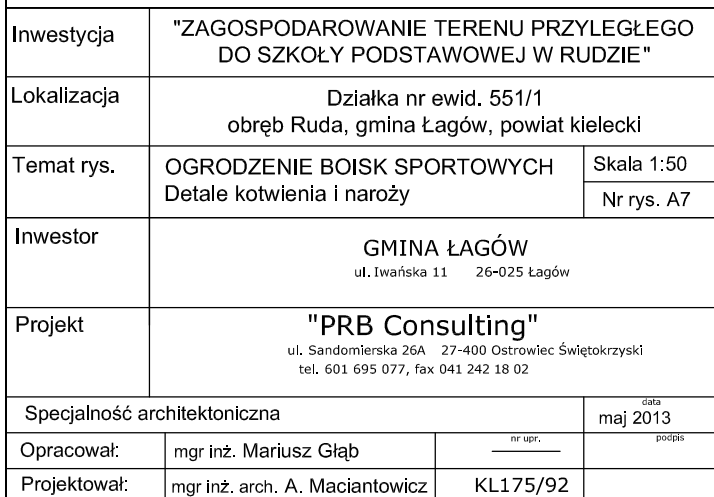 Inwestycja
"ZAGOSPODAROWANIE TERENU PRZYLEGŁEGO
DO SZKOŁY PODSTAWOWEJ W RUDZIE"
Lokalizacja
Działka nr ewid. 551/1
obręb Ruda, gmina Łagów, powiat kielecki
Temat rys.
OGRODZENIE BOISK SPORTOWYCH
Detale kotwienia i naroży
Skala 1:50
Nr rys. A7
Inwestor
GMINA ŁAGÓW
ul. Iwańska 11 26-025 Łagów
Projekt
"PRB Consulting"
ul. Sandomierska 26A 27-400 Ostrowiec Świętokrzyski
tel. 601 695 077, fax 041 242 18 02
Specjalność architektoniczna
data
maj 2013
Opracował:
mgr inż. Mariusz Głąb
nr upr.
podpis
Projektował:
mgr inż. arch. A. Maciantowicz
KL175/92